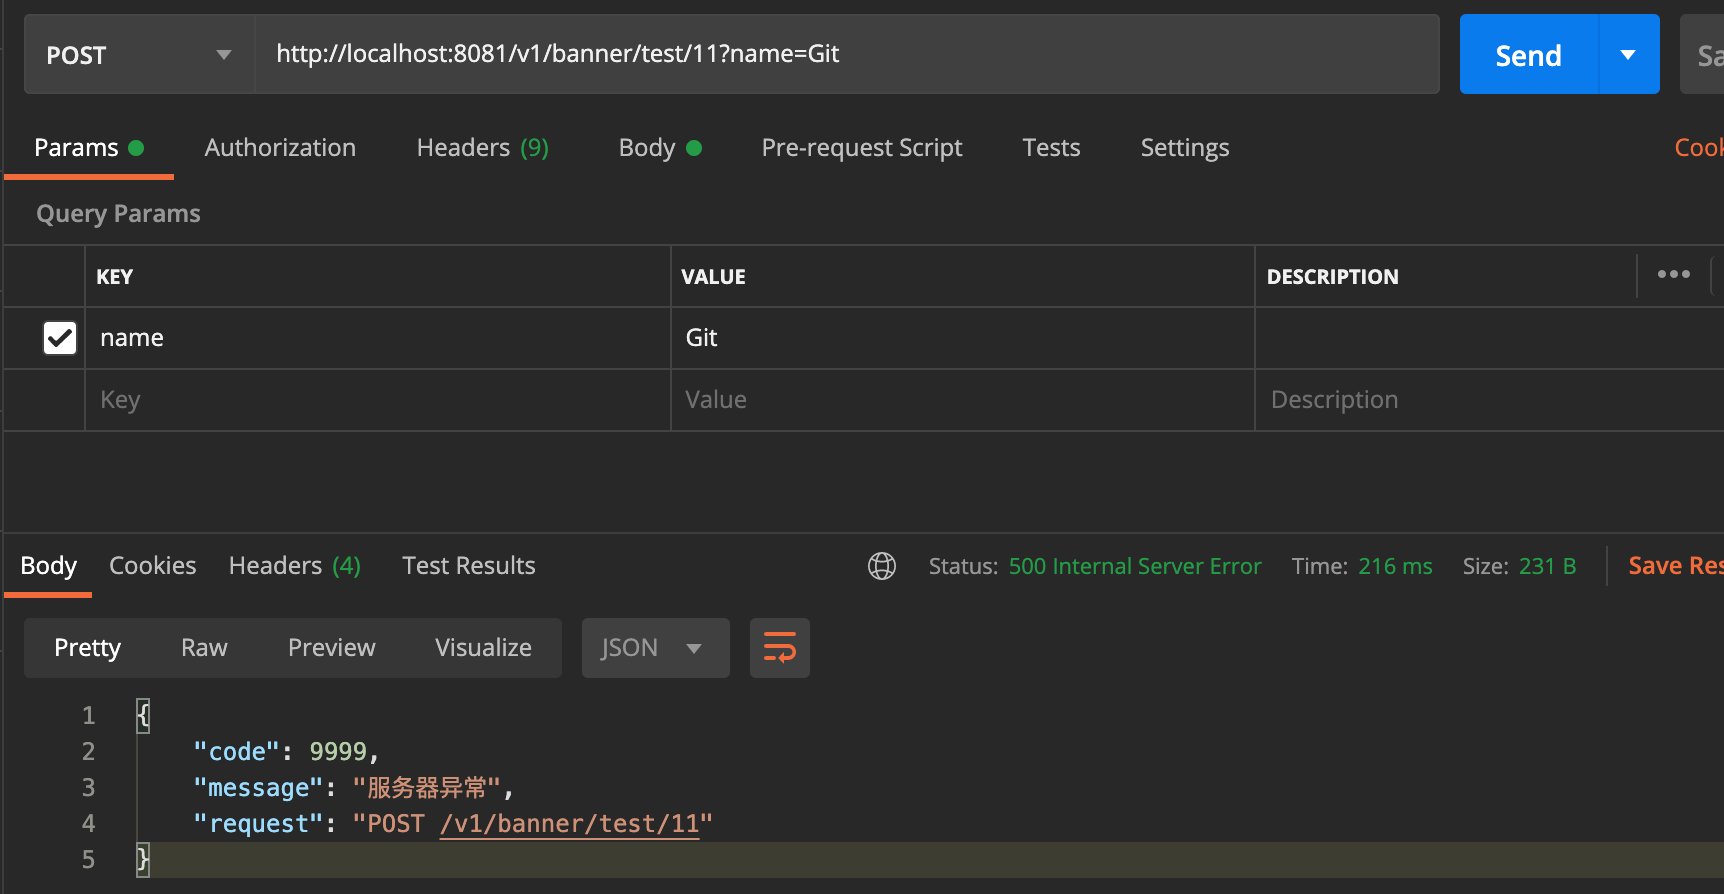 POST http://localhost:8081/v1/banner/test/11?name=Git Send Sa
Params Authorization Headers (9) Body Pre-request Script Tests Settings Cook
Query Params
KEY VALUE DESCRIPTION •••
name Git
Key Value Description
Body Cookies Headers (4) Test Results Status: 500 Internal Server Error Time: 216 ms Size: 231 B Save Res
Pretty Raw Preview Visualize JSON
1 {
2 "code": 9999,
3 "message": "服务器异常",
4 "request": "POST /v1/banner/test/11"
5 }